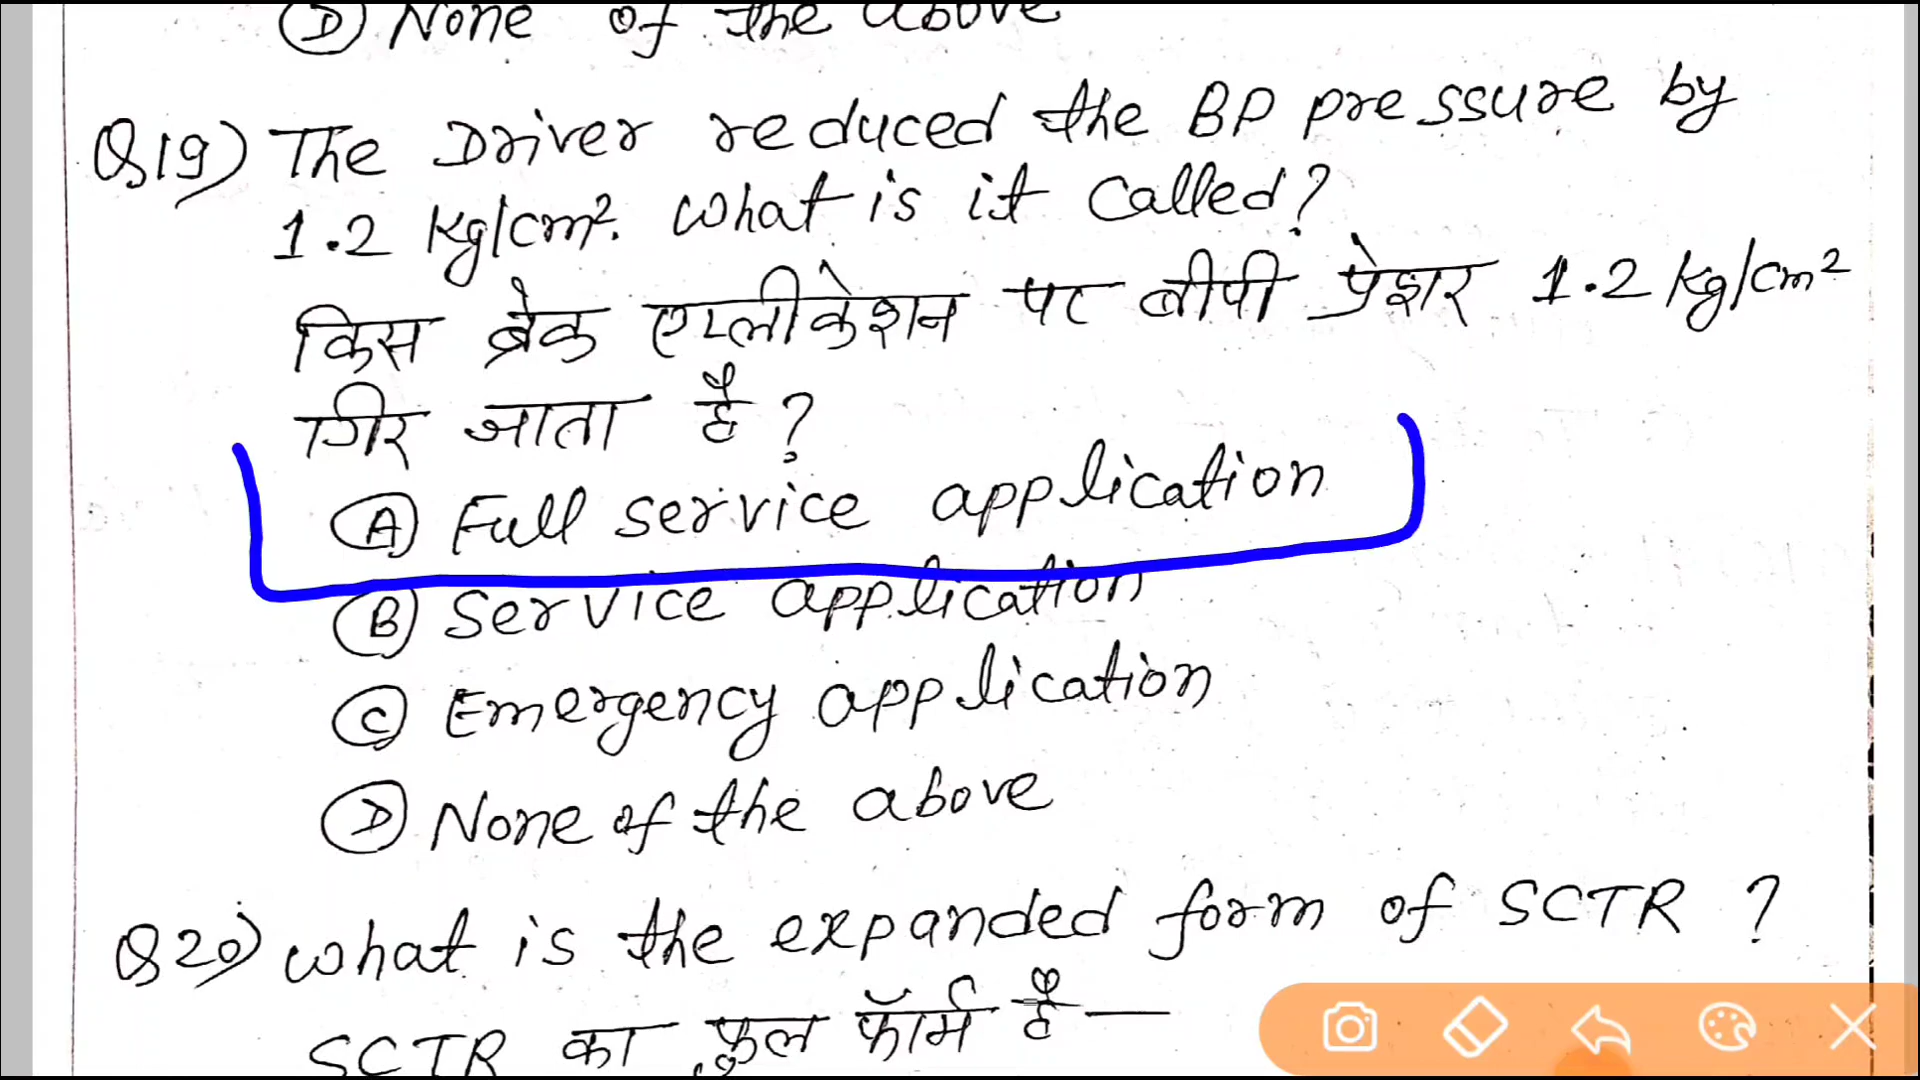 (D) None of the above
Q19) The Driver reduced the BP pressure by
1.2 Kg/cm². What is it called?
किस ब्रेक एप्लीकेशन पर बीपी प्रेशर 1.2 Kg/cm²
गिर जाता है ?
(A) Full service application
(B) Service application
(C) Emergency application
(D) None of the above
Q20) What is the expanded form of SCTR ?
SCTR का फुल फॉर्म है —